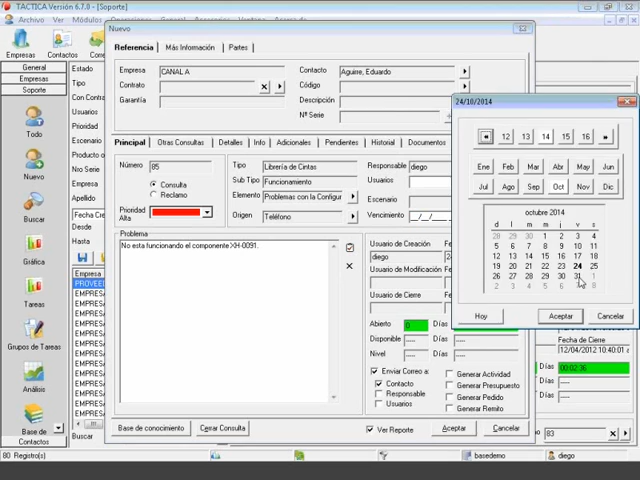 TACTICA Versión 6.7.0 - [Soporte]
Archivo Ver Módulos
Empresas
Contactos
General
Empresas
Soporte
Todo
Nuevo
Buscar
Gráfica
Tareas
Grupos de Tareas
Análisis
Base de
Contactos
80 Registro(s)
Estado
Tipo
Con Contra
Usuarios
Prioridad
Escenario
Producto o
Nro Serie
Empresa
Apellido
Fecha Cre
Desde
Hasta
Empresa
PROVEE
EMPRESA
EMPRESA
EMPRESA
EMPRESA
EMPRESA
Buscar
Nuevo
Referencia
Más Información
Partes
Empresa
CANAL A
Contrato
Garantía
Contacto
Aguirre, Eduardo
Código
Descripción
Nº Serie
Principal
Otras Consultas
Detalles
Info
Adicionales
Pendientes
Historial
Documentos
Número
85
Consulta
Reclamo
Prioridad
Alta
Tipo
Librería de Cintas
Sub Tipo
Funcionamiento
Elemento
Problemas con la Configur
Origen
Teléfono
Responsable
diego
Usuarios
Escenario
Vencimiento
__/__/____
Problema
No esta funcionando el componente XH-0091.
Usuario de Creación
diego
Usuario de Modificación
Usuario de Cierre
Abierto
0
Días
Disponible
.....
Días
.....
Nivel
.....
Días
.....
Enviar Correo a:
Contacto
Responsable
Usuarios
Generar Actividad
Generar Presupuesto
Generar Pedido
Generar Remito
Base de conocimiento
Cerrar Consulta
Ver Reporte
Aceptar
Cancelar
24/10/2014
12 13 14 15 16
Ene Feb Mar Abr May Jun
Jul Ago Sep Oct Nov Dic
octubre 2014
d l m m j v s
28 29 30 1 2 3 4
5 6 7 8 9 10 11
12 13 14 15 16 17 18
19 20 21 22 23 24 25
26 27 28 29 30 31 1
2 3 4 5 6 7 8
Hoy
Aceptar
Cancelar
Fecha de Cierre
12/04/2012 10:40:01
Días
00:02:36
Días
.....
Días
.....
83
basedemo
diego